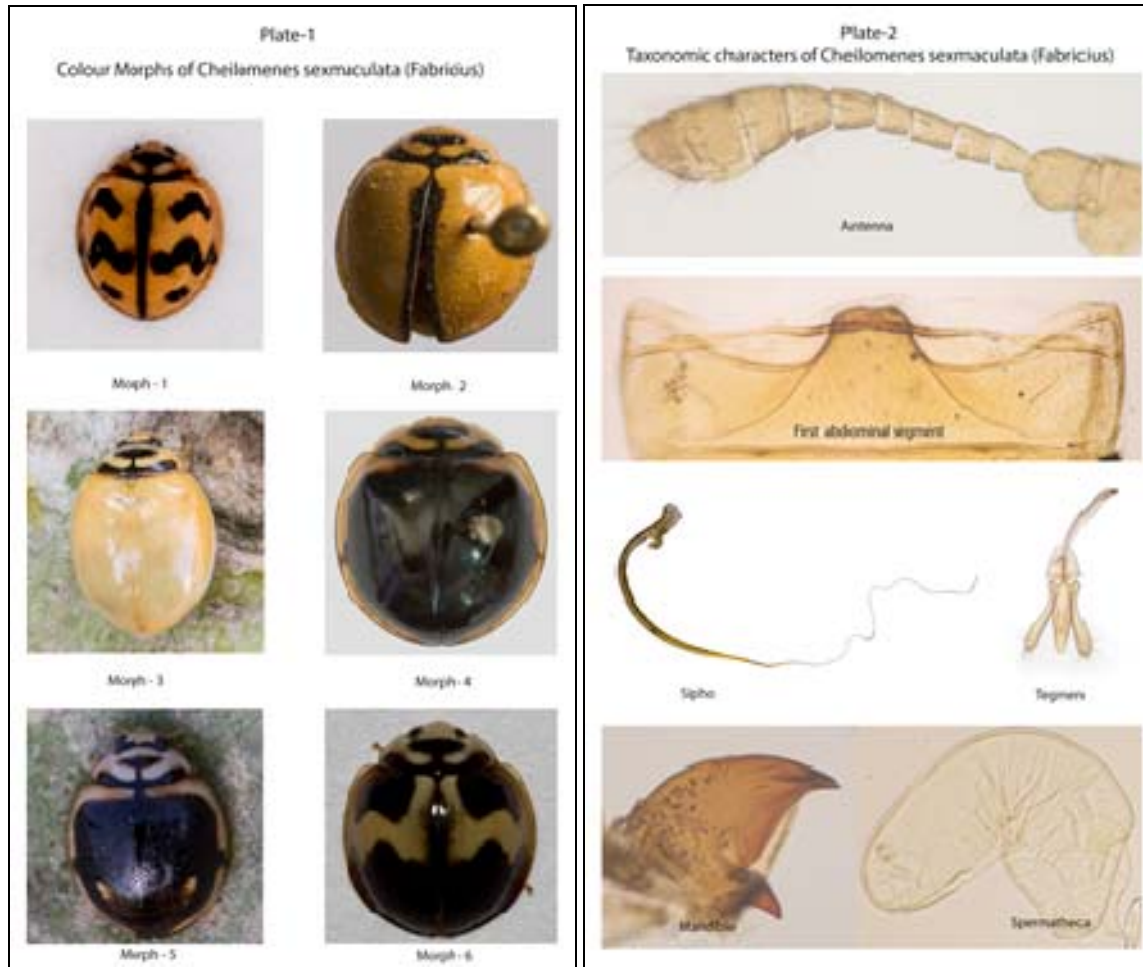 Plate-1
Colour Morphs of Cheilomenes sexmaculata (Fabricius)
Morph - 1
Morph 2
Morph - 3
Morph - 4
Morph - 5
Morph - 6
Plate-2
Taxonomic characters of Cheilomenes sexmaculata (Fabricius)
Antenna
First abdominal segment
Sipho
Tegmen
Mandible
Spermatheca